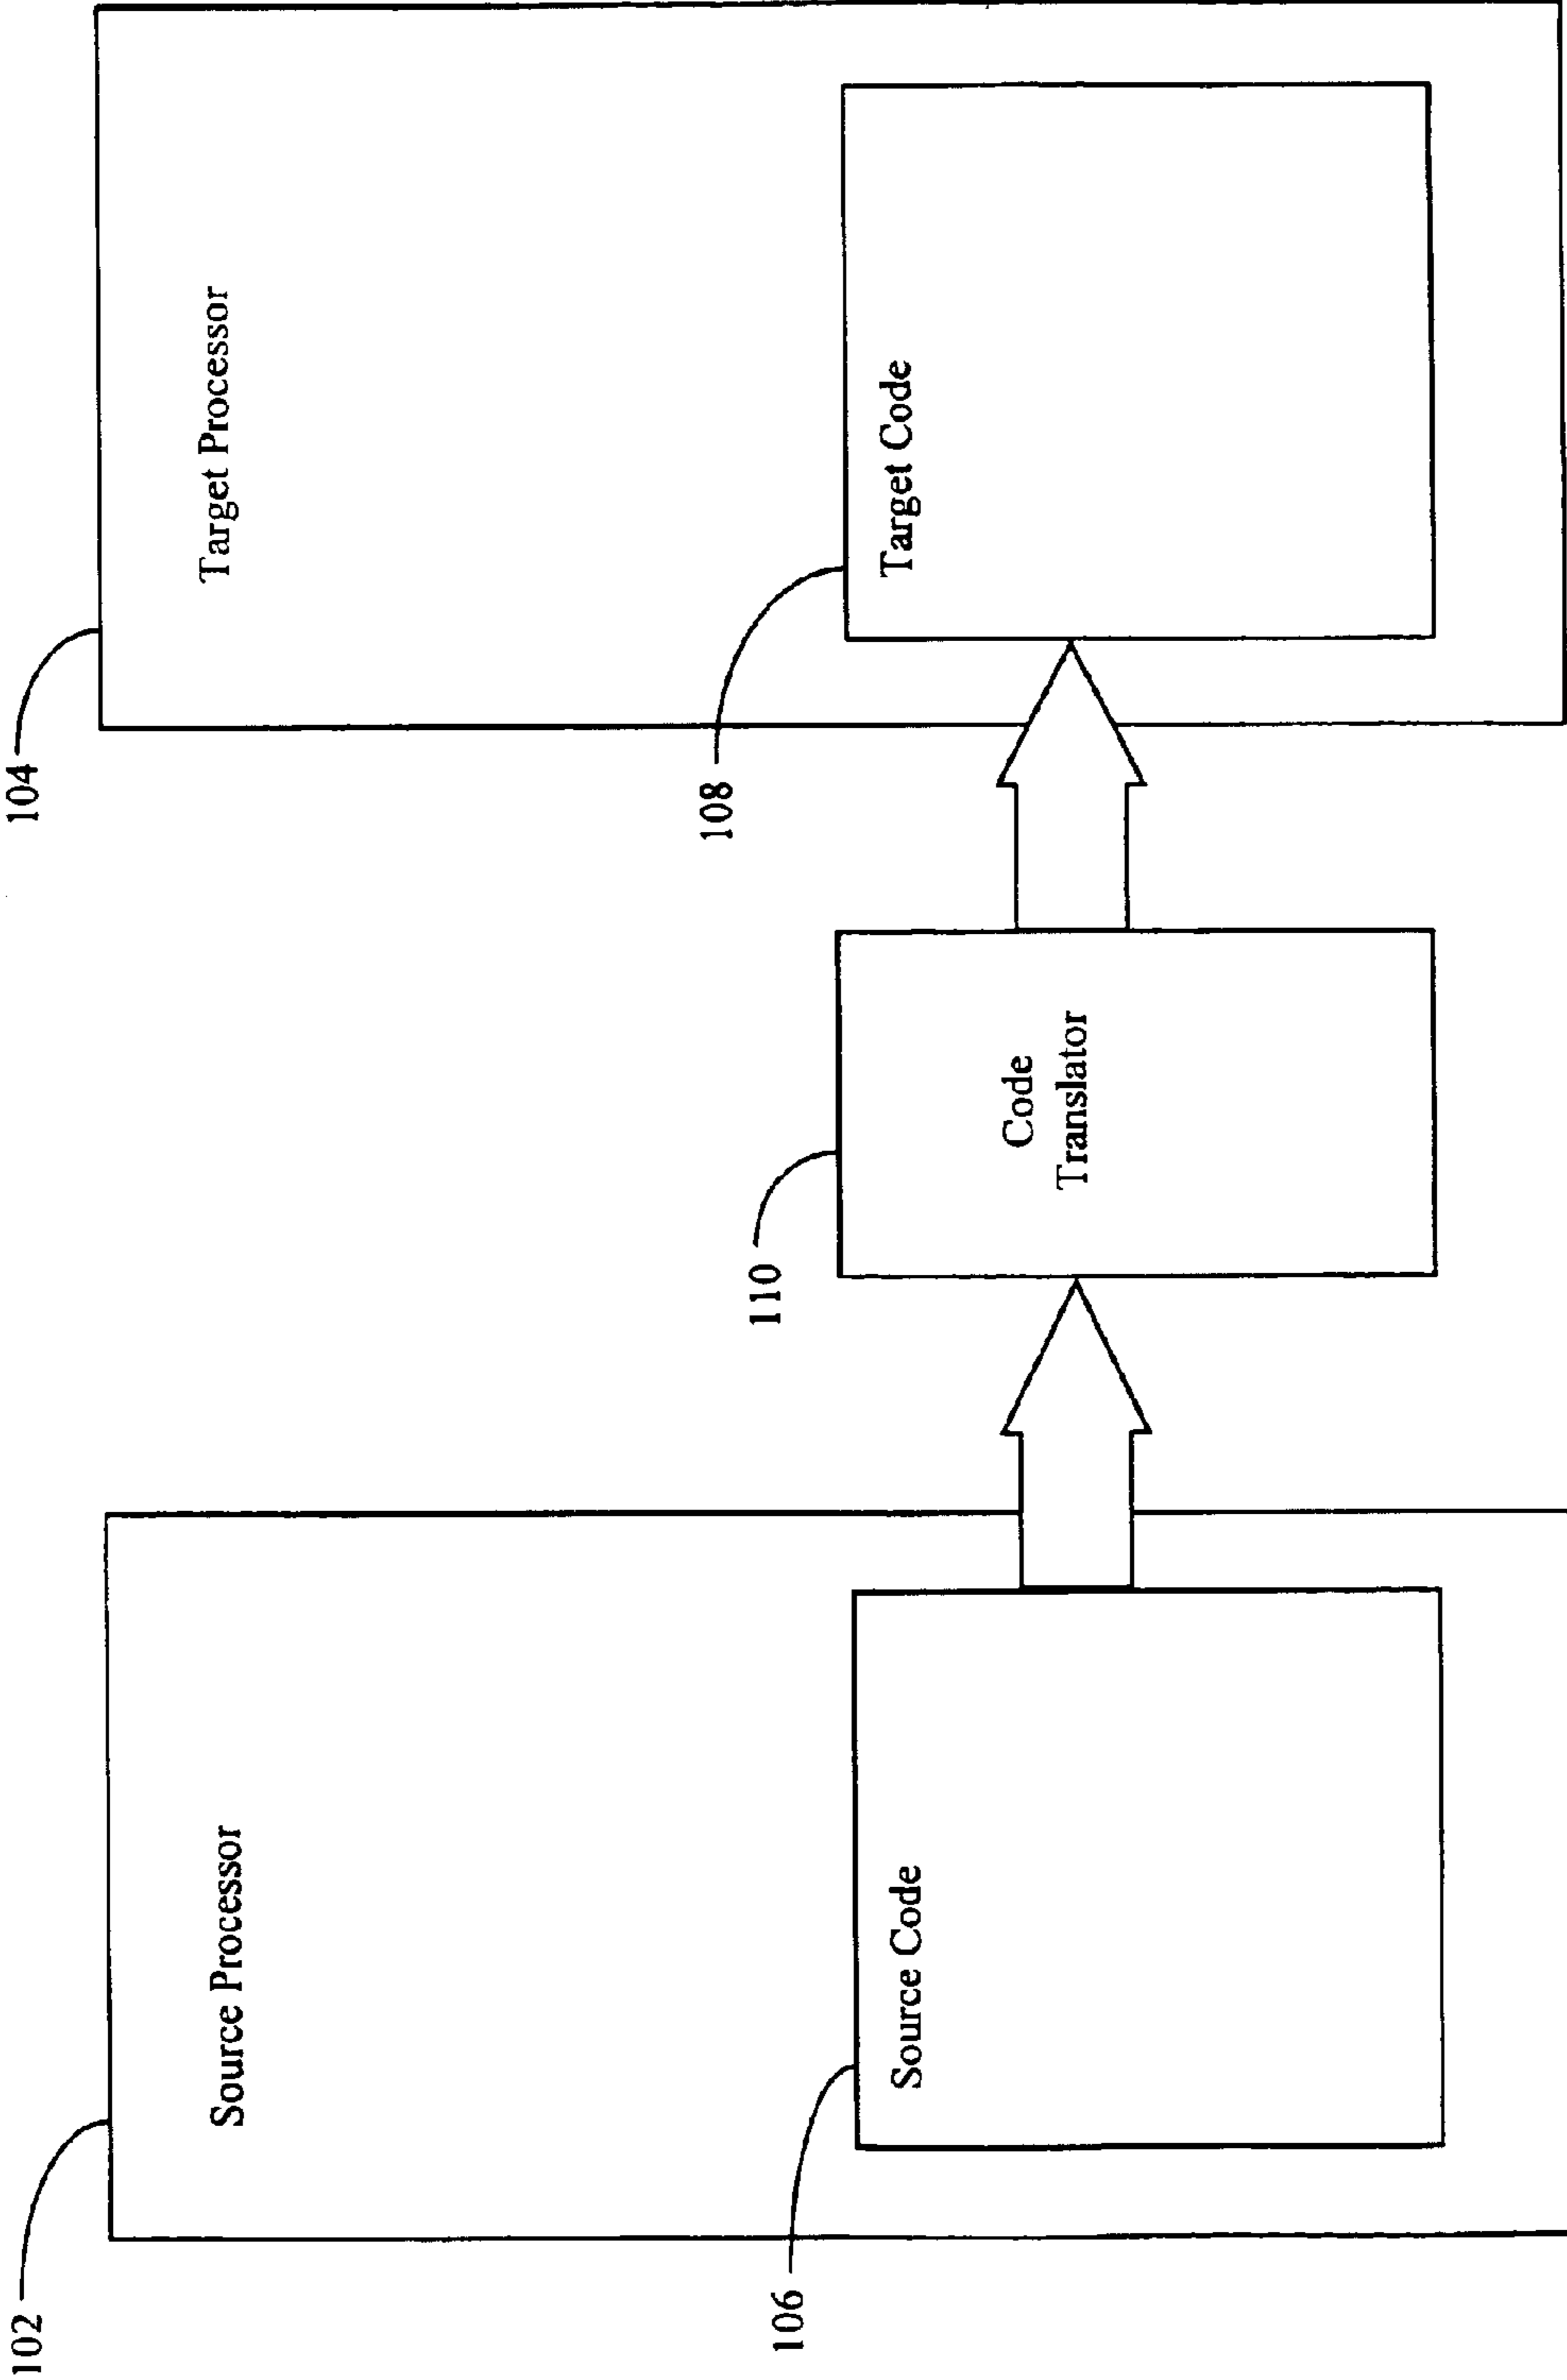 102
Source Processor
106
Source Code
110
Code
Translator
104
Target Processor
108
Target Code